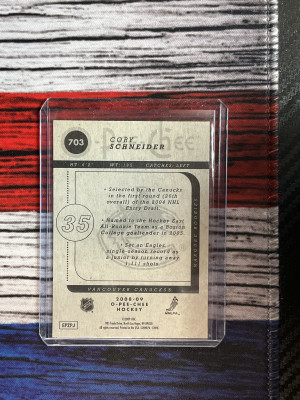 703
CORY
SCHNEIDER
HT: 6'2"
WT: 195
CATCHES: LEFT
• Selected by the Canucks
in the first round (26th
overall) of the 2004 NHL
Entry Draft.
35
• Named to the Hockey East
All-Rookie Team as a Boston
College goaltender in 2005.
• Set an Eagles
single-season record as
a junior by turning away
1,111 shots.
VANCOUVER CANUCKS
2008-09
O-PEE-CHEE
HOCKEY
NHL
NHLPA